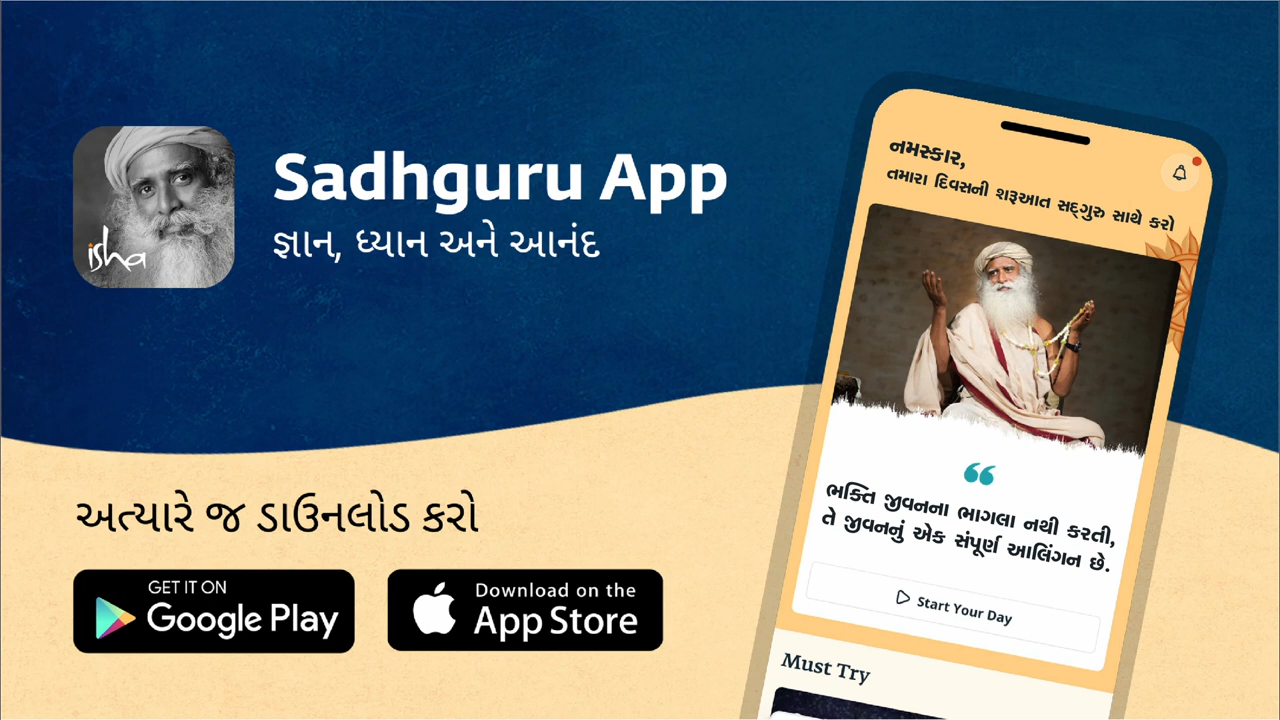 isha
Sadhguru App
જ્ઞાન, ધ્યાન અને આનંદ
અત્યારે જ ડાઉનલોડ કરો
GET IT ON
Google Play
Download on the
App Store
નમસ્કાર,
તમારા દિવસની શરૂઆત સદ્‌ગુરુ સાથે કરો
“
ભક્તિ જીવનના ભાગલા નથી કરતી,
તે જીવનનું એક સંપૂર્ણ આલિંગન છે.
Start Your Day
Must Try